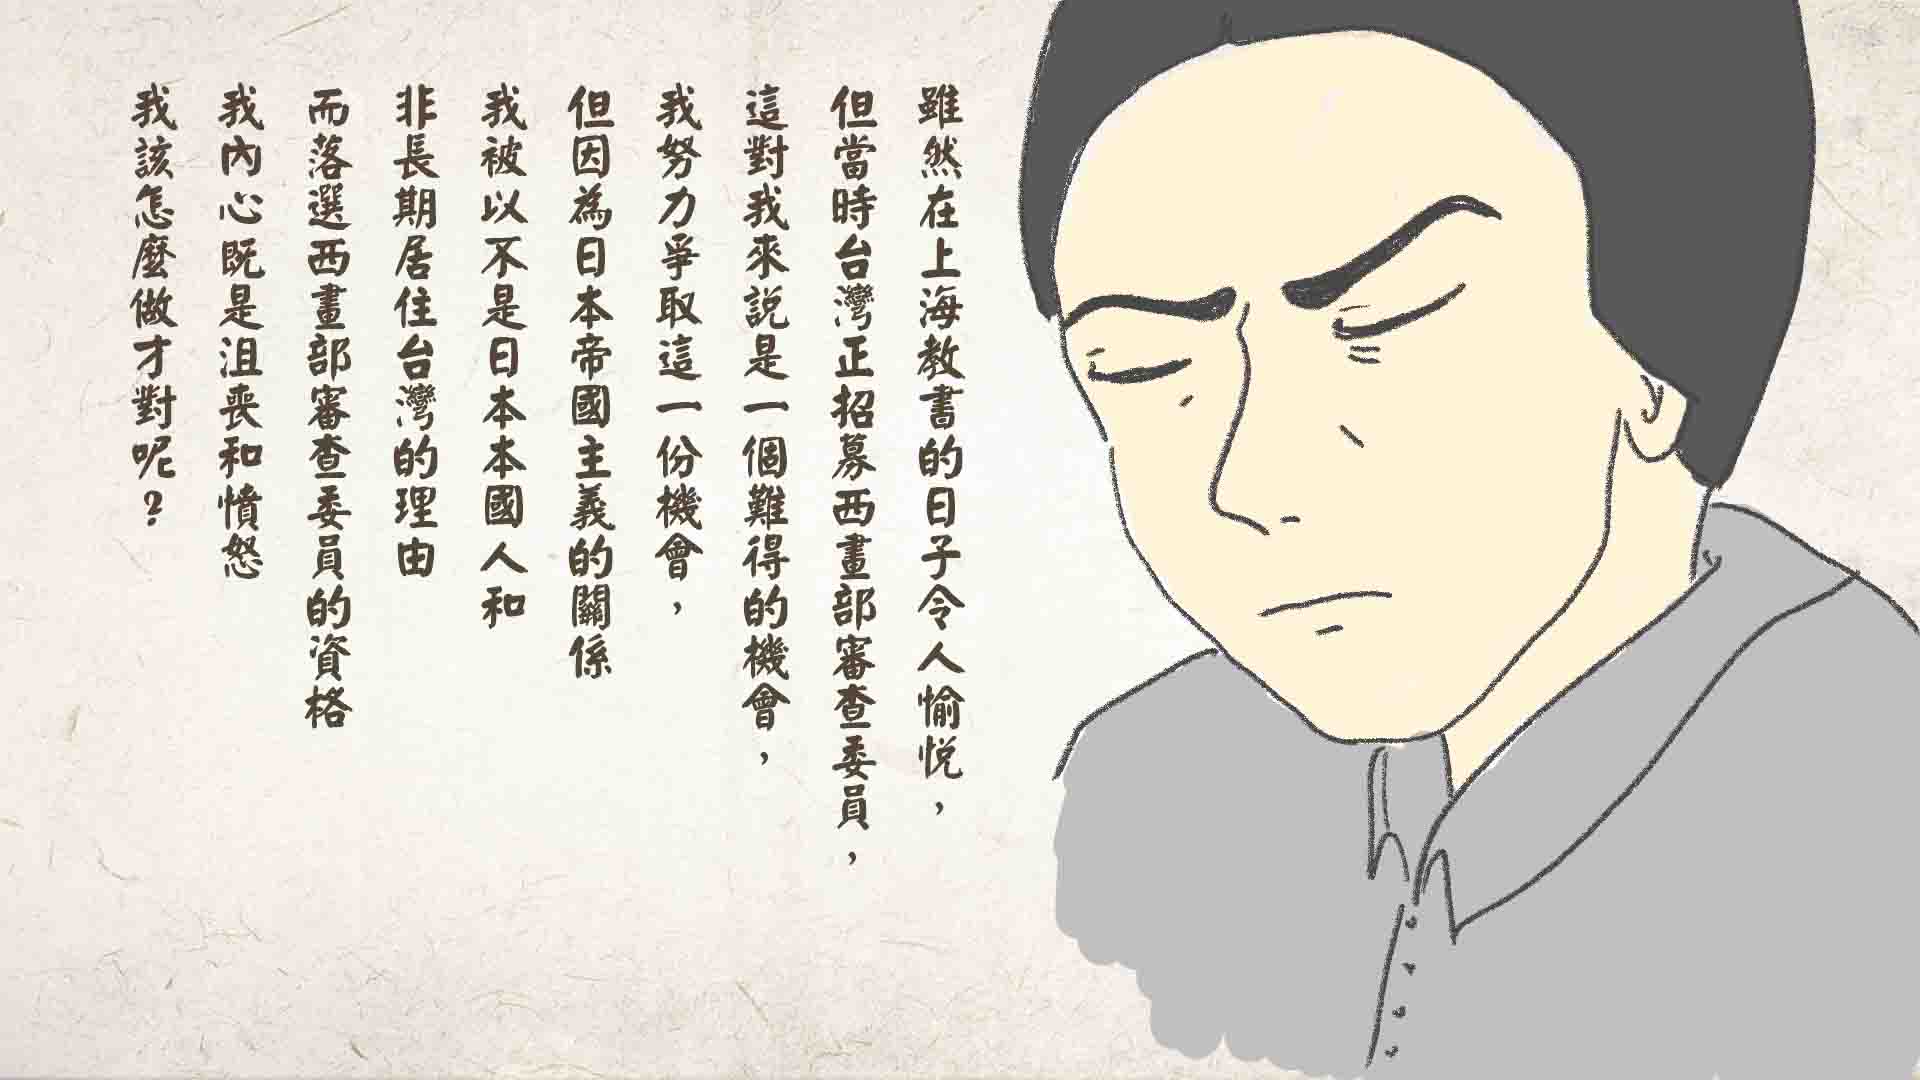 雖然在上海教書的日子令人愉悅，
但當時台灣正招募西畫部審查委員，
這對我來說是一個難得的機會，
我努力爭取這一份機會，
但因為日本帝國主義的關係
我被以不是日本本國人和
非長期居住台灣的理由
而落選西畫部審查委員的資格
我內心既是沮喪和憤怒
我該怎麼做才對呢？